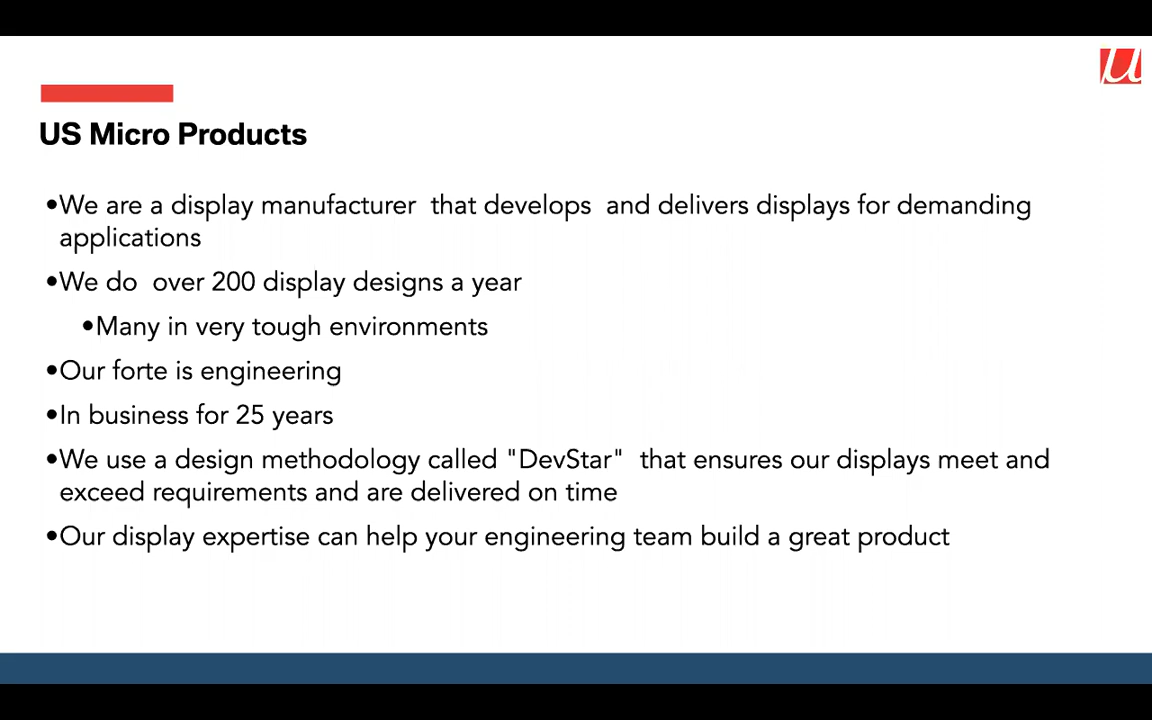 US Micro Products
•We are a display manufacturer  that develops  and delivers displays for demanding
applications
•We do  over 200 display designs a year
•Many in very tough environments
•Our forte is engineering
•In business for 25 years
•We use a design methodology called "DevStar"  that ensures our displays meet and
exceed requirements and are delivered on time
•Our display expertise can help your engineering team build a great product